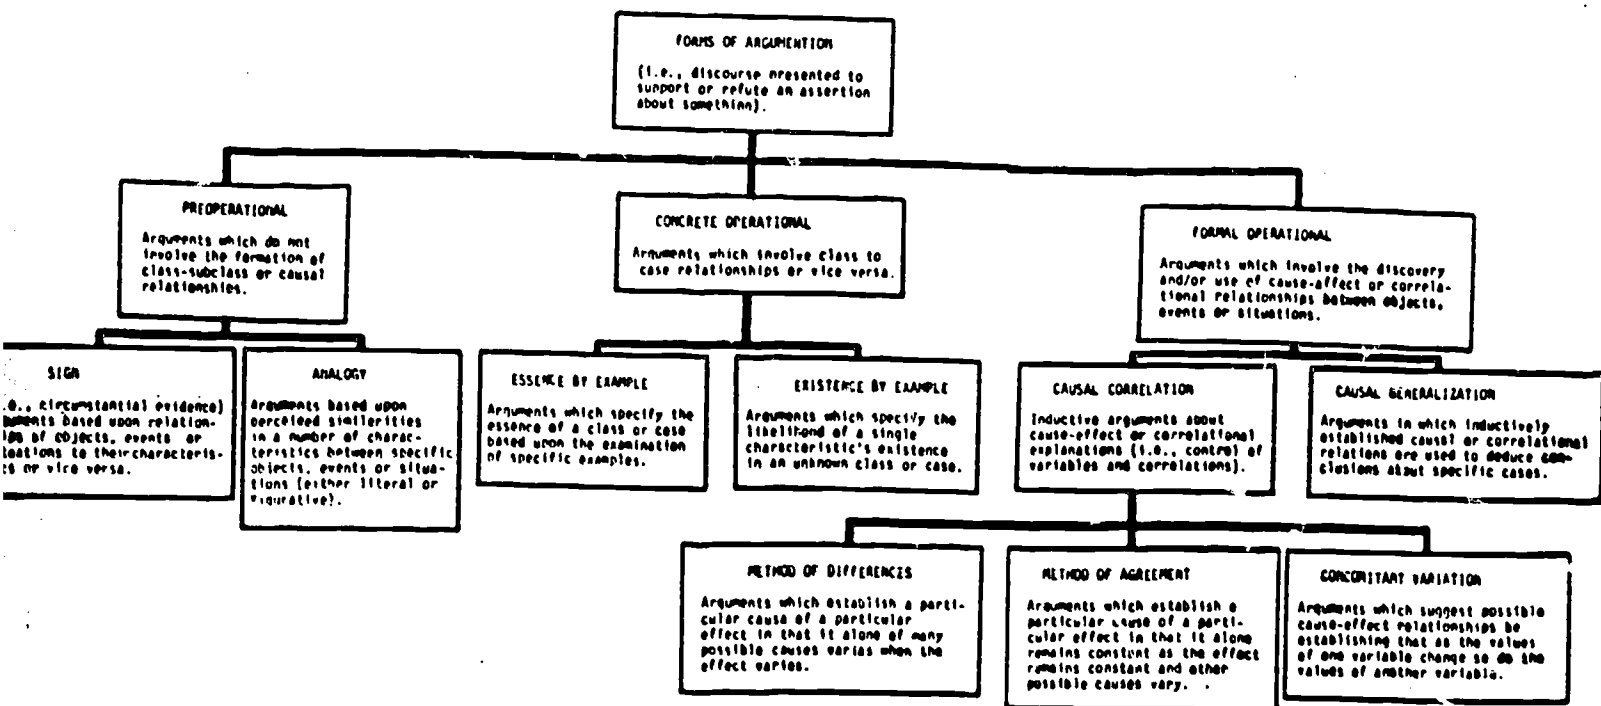 FORMS OF ARGUMENTION
(i.e., discourse presented to
support or refute an assertion
about something).
PREOPERATIONAL
Arguments which do not
involve the formation of
class-subclass or causal
relationships.
CONCRETE OPERATIONAL
Arguments which involve class to
case relationships or vice versa.
FORMAL OPERATIONAL
Arguments which involve the discovery
and/or use of cause-effect or correla-
tional relationships between objects,
events or situations.
SIGN
.e., circumstantial evidence)
uments based upon relation-
ips of objects, events or
uations to their characteris-
cs or vice versa.
ANALOGY
Arguments based upon
perceived similarities
in a number of charac-
teristics between specific
objects, events or situa-
tions (either literal or
figurative).
ESSENCE BY EXAMPLE
Arguments which specify the
essence of a class or case
based upon the examination
of specific examples.
EXISTENCE BY EXAMPLE
Arguments which specify the
likelihood of a single
characteristic's existence
in an unknown class or case.
CAUSAL CORRELATION
Inductive arguments about
cause-effect or correlational
explanations (i.e., control of
variables and correlations).
CAUSAL GENERALIZATION
Arguments in which inductively
established causal or correlational
relations are used to deduce con-
clusions about specific cases.
METHOD OF DIFFERENCES
Arguments which establish a parti-
cular cause of a particular
effect in that it alone of many
possible causes varies when the
effect varies.
METHOD OF AGREEMENT
Arguments which establish a
particular cause of a parti-
cular effect in that it alone
remains constant as the effect
remains constant and other
possible causes vary.
CONCOMITANT VARIATION
Arguments which suggest possible
cause-effect relationships be
establishing that as the values
of one variable change so do the
values of another variable.